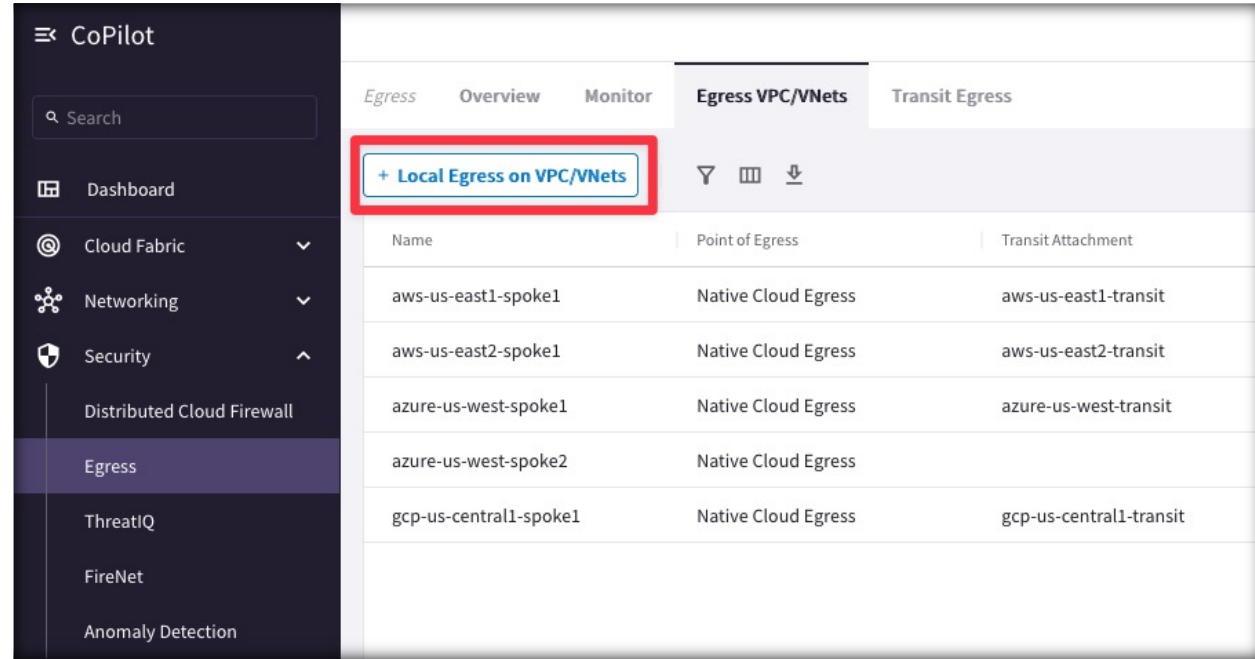 CoPilot
Search
Dashboard
Cloud Fabric
Networking
Security
Distributed Cloud Firewall
Egress
ThreatIQ
FireNet
Anomaly Detection
Egress Overview Monitor Egress VPC/VNets Transit Egress
+ Local Egress on VPC/VNets
Name Point of Egress Transit Attachment
aws-us-east1-spoke1 Native Cloud Egress aws-us-east1-transit
aws-us-east2-spoke1 Native Cloud Egress aws-us-east2-transit
azure-us-west-spoke1 Native Cloud Egress azure-us-west-transit
azure-us-west-spoke2 Native Cloud Egress
gcp-us-central1-spoke1 Native Cloud Egress gcp-us-central1-transit